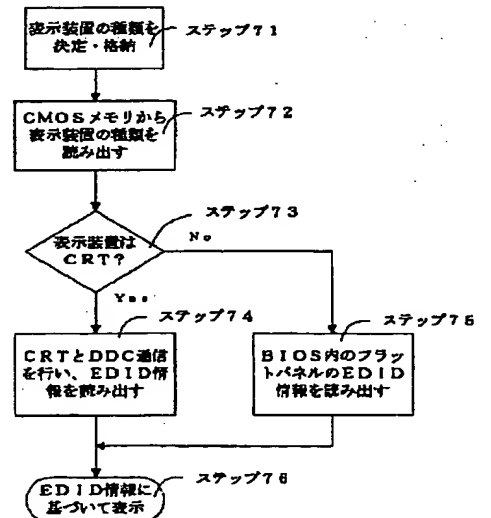 表示装置の種類を
決定・格納
ステップ71
CMOSメモリから
表示装置の種類を
読み出す
ステップ72
表示装置は
CRT?
ステップ73
No
Yes
ステップ74
CRTとDDC通信
を行い、EDID情
報を読み出す
ステップ75
BIOS内のフラッ
トパネルのEDID
情報を読み出す
EDID情報に
基づいて表示
ステップ76